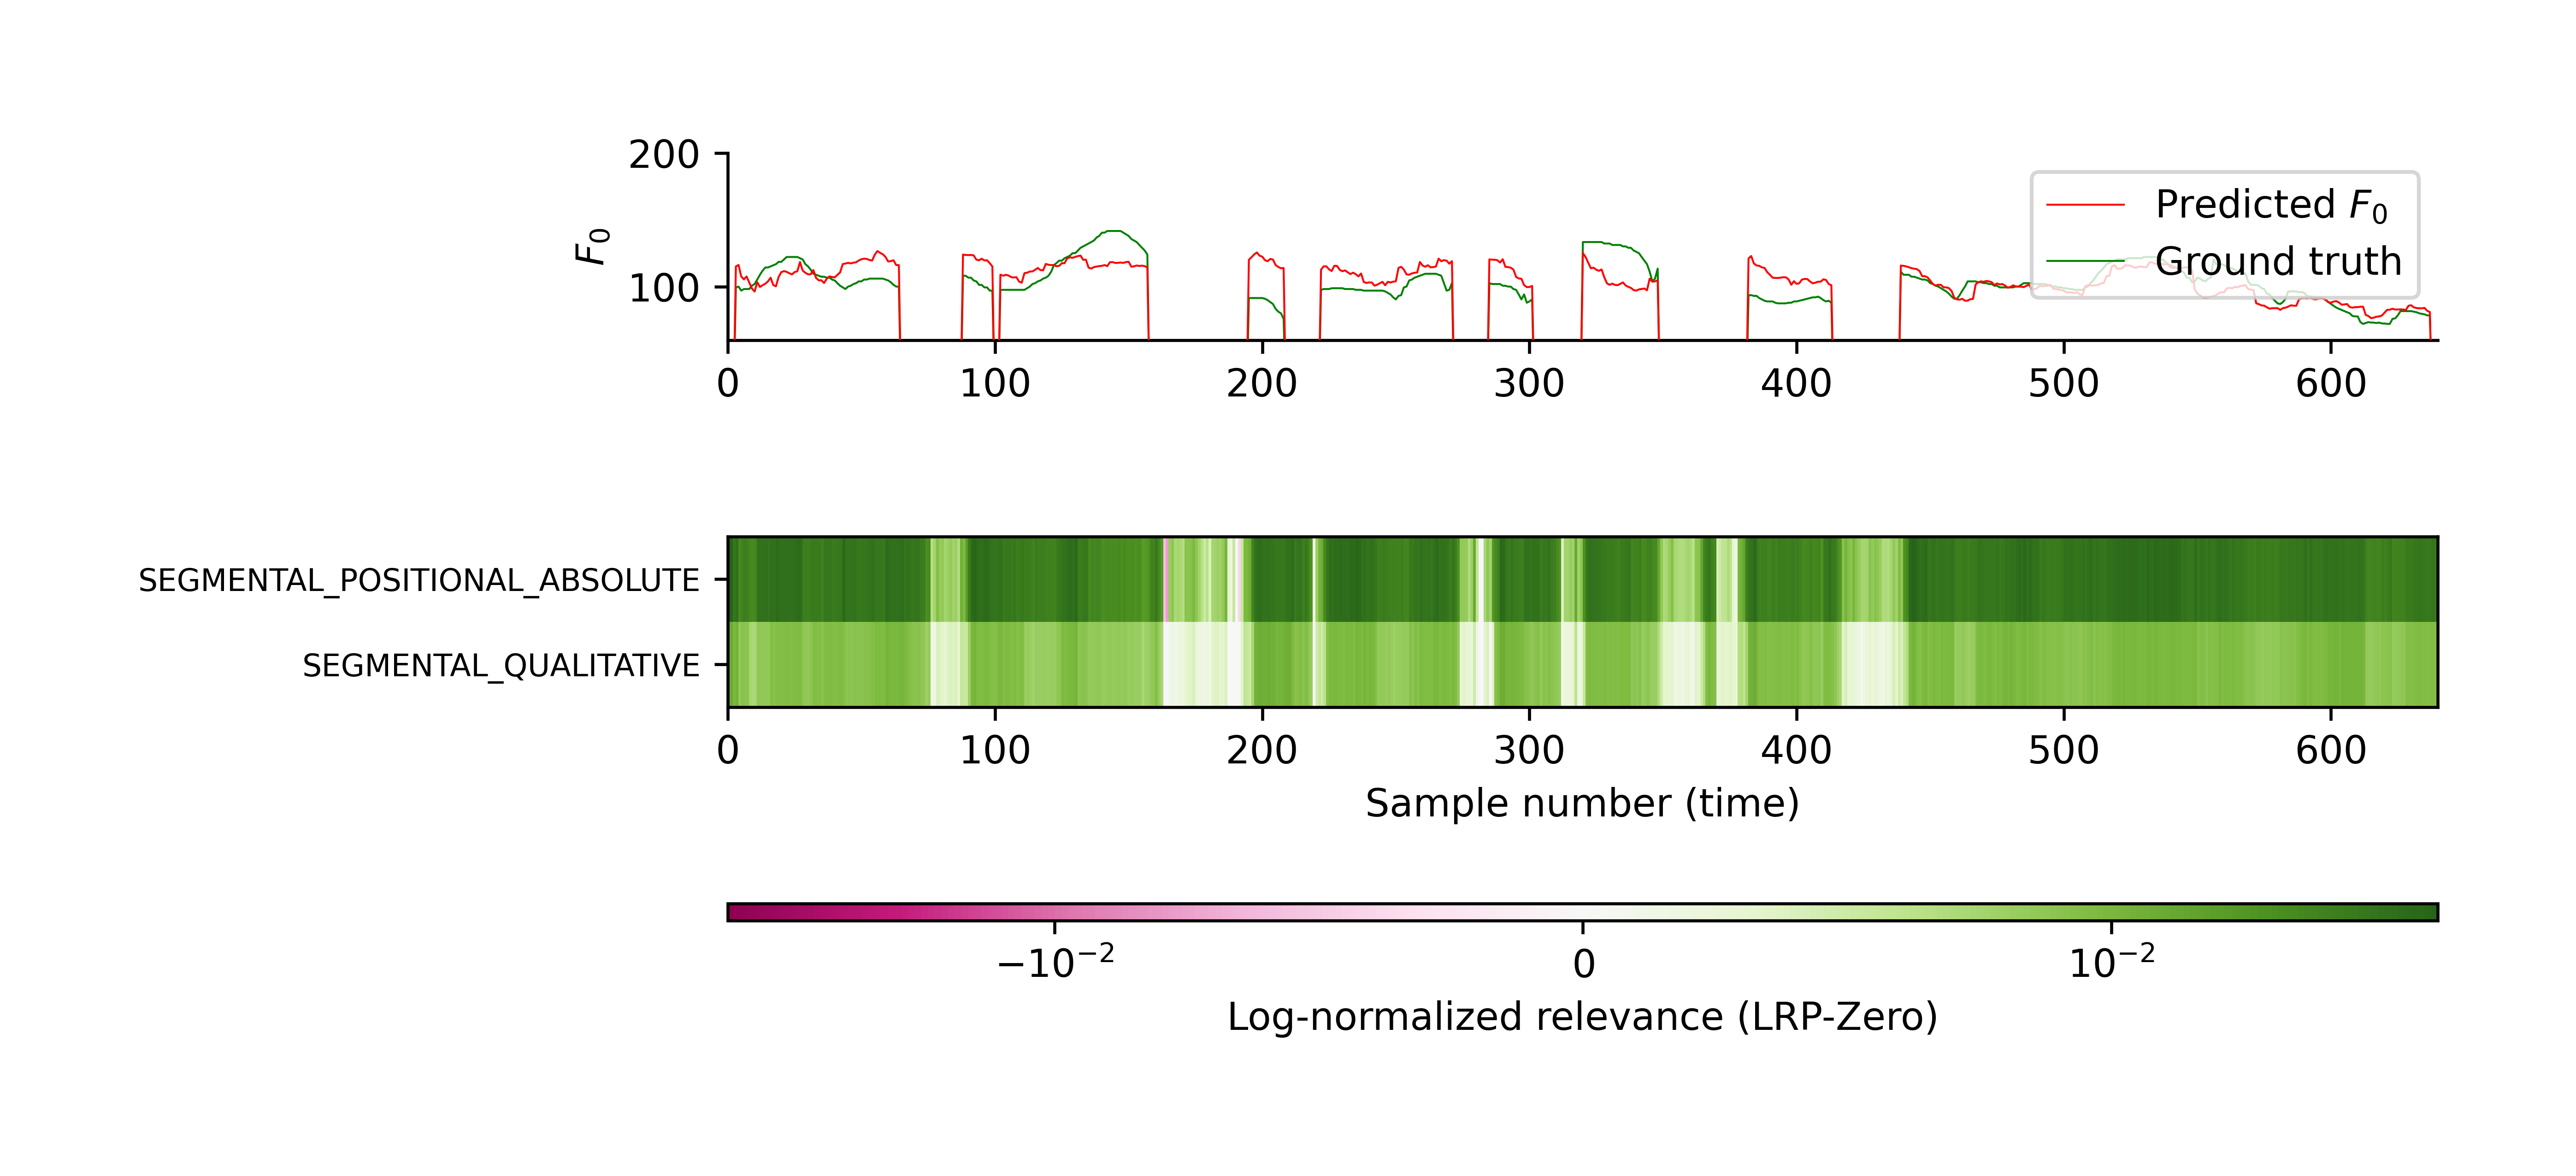 200
100
F₀
Predicted F₀
Ground truth
0 100 200 300 400 500 600
SEGMENTAL_POSITIONAL_ABSOLUTE
SEGMENTAL_QUALITATIVE
0 100 200 300 400 500 600
Sample number (time)
−10⁻² 0 10⁻²
Log-normalized relevance (LRP-Zero)